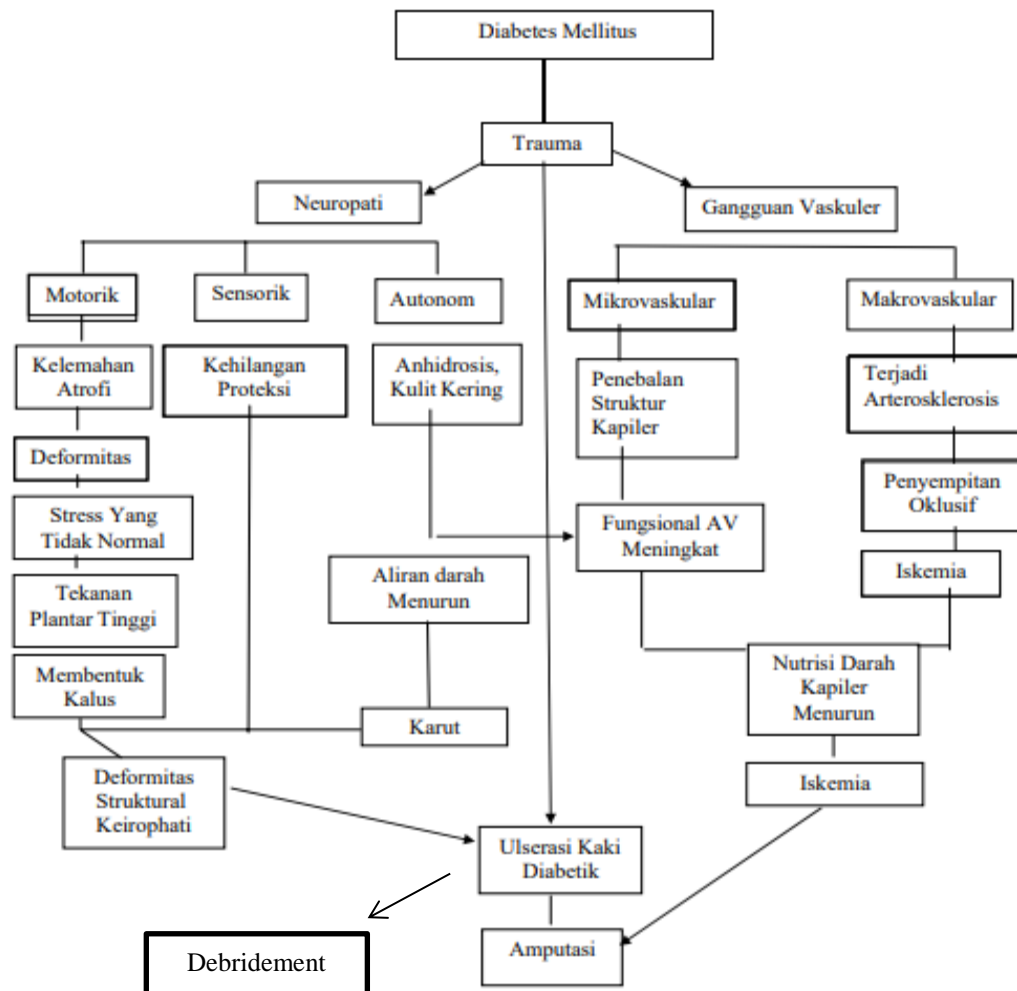 Diabetes Mellitus
Trauma
Neuropati
Gangguan Vaskuler
Motorik
Sensorik
Autonom
Mikrovaskular
Makrovaskular
Kelemahan
Atrofi
Kehilangan
Proteksi
Anhidrosis,
Kulit Kering
Penebalan
Struktur
Kapiler
Terjadi
Arterosklerosis
Deformitas
Penyempitan
Oklusif
Stress Yang
Tidak Normal
Fungsional AV
Meningkat
Aliran darah
Menurun
Iskemia
Tekanan
Plantar Tinggi
Membentuk
Kalus
Nutrisi Darah
Kapiler
Menurun
Karut
Deformitas
Struktural
Keirophati
Iskemia
Ulserasi Kaki
Diabetik
Amputasi
Debridement